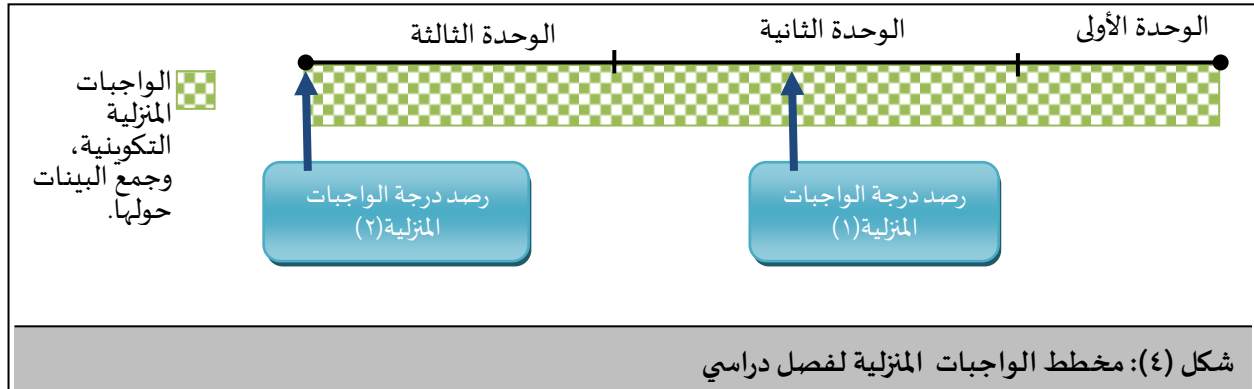 الوحدة الأولى
الوحدة الثانية
الوحدة الثالثة
الواجبات
المنزلية
التكوينية،
وجمع البينات
حولها.
رصد درجة الواجبات
المنزلية(١)
رصد درجة الواجبات
المنزلية(٢)
شكل (٤): مخطط الواجبات المنزلية لفصل دراسي